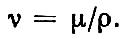 ν = μ/ρ.